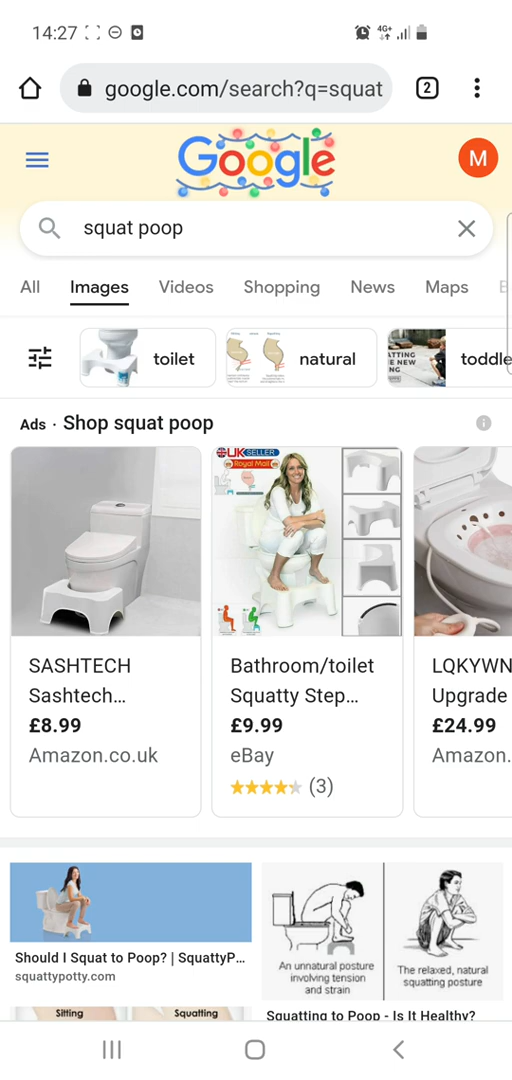 14:27
4G+
google.com/search?q=squat
2
Google
M
squat poop
All Images Videos Shopping News Maps
toilet
natural
toddle
Ads · Shop squat poop
UK SELLER
Royal Mail
SASHTECH
Sashtech...
£8.99
Amazon.co.uk
Bathroom/toilet
Squatty Step...
£9.99
eBay
(3)
LQKYWN
Upgrade
£24.99
Amazon.
Should I Squat to Poop? | SquattyP...
squattypotty.com
An unnatural posture
involving tension
and strain
The relaxed, natural
squatting posture
Sitting
Squatting
Squatting to Poop - Is It Healthy?